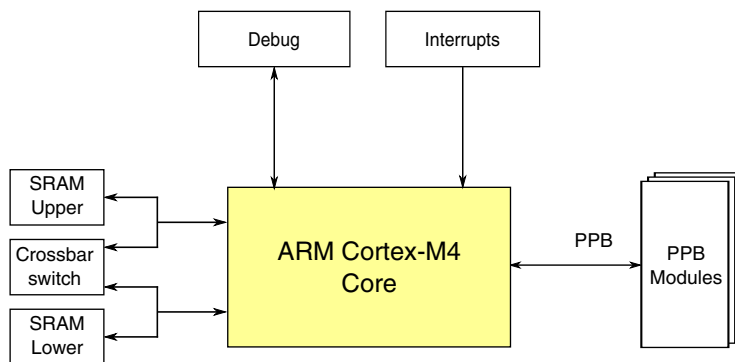 Debug
Interrupts
SRAM
Upper
Crossbar
switch
SRAM
Lower
ARM Cortex-M4
Core
PPB
PPB
Modules